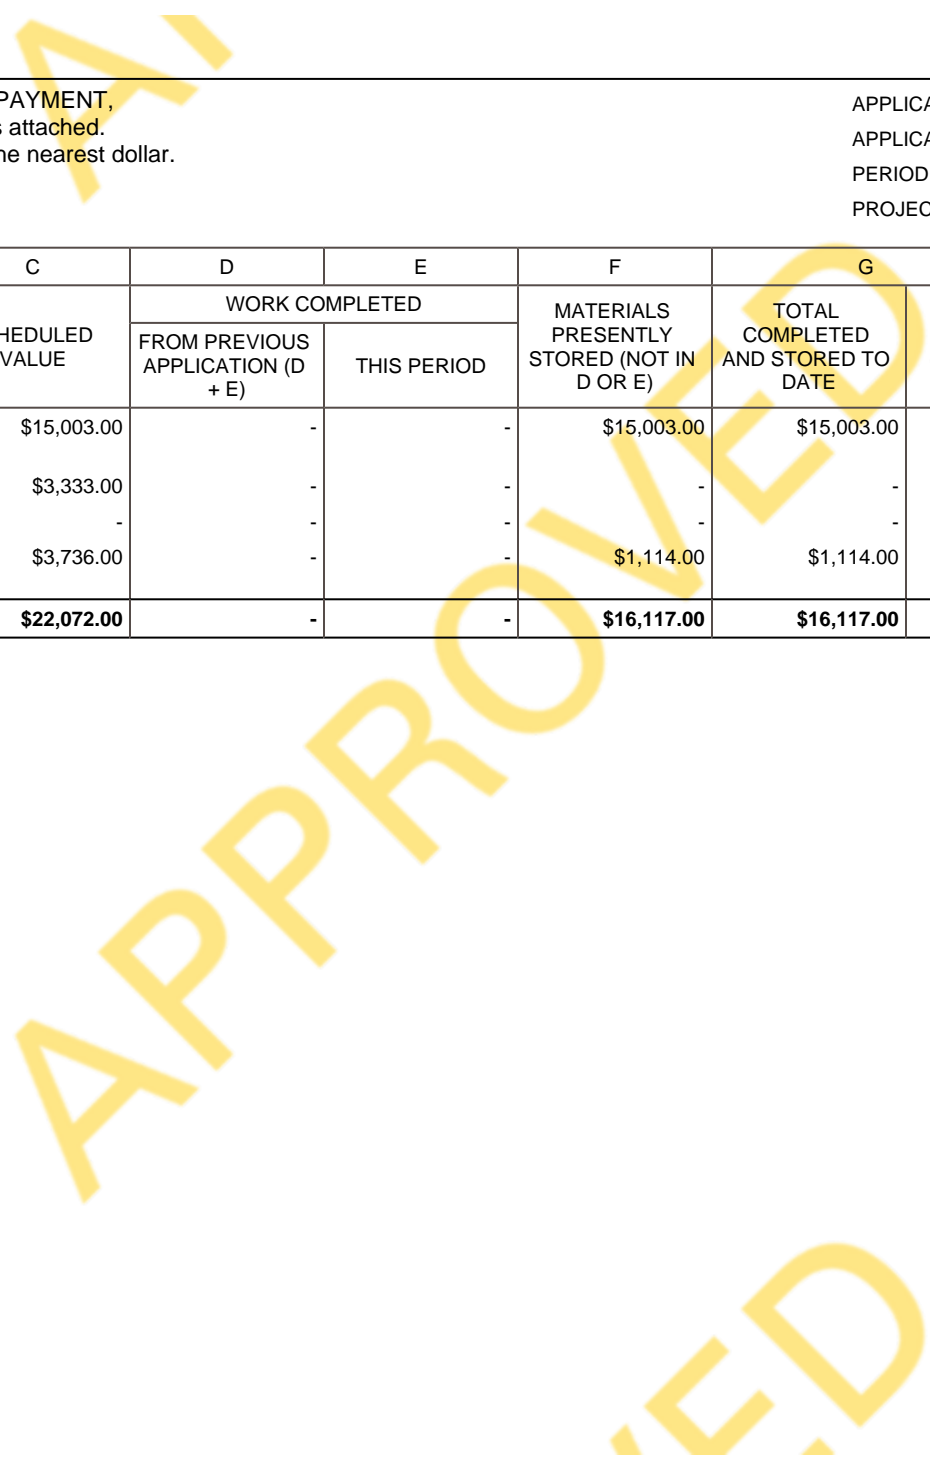 PAYMENT,
s attached.
he nearest dollar.
APPLICA
APPLICA
PERIOD
PROJEC
C D E F G
HEDULED VALUE
WORK COMPLETED
FROM PREVIOUS APPLICATION (D + E)
THIS PERIOD
MATERIALS PRESENTLY STORED (NOT IN D OR E)
TOTAL COMPLETED AND STORED TO DATE
$15,003.00 - - $15,003.00 $15,003.00
$3,333.00 - - - -
- - - - -
$3,736.00 - - $1,114.00 $1,114.00
$22,072.00 - - $16,117.00 $16,117.00
APPROVED